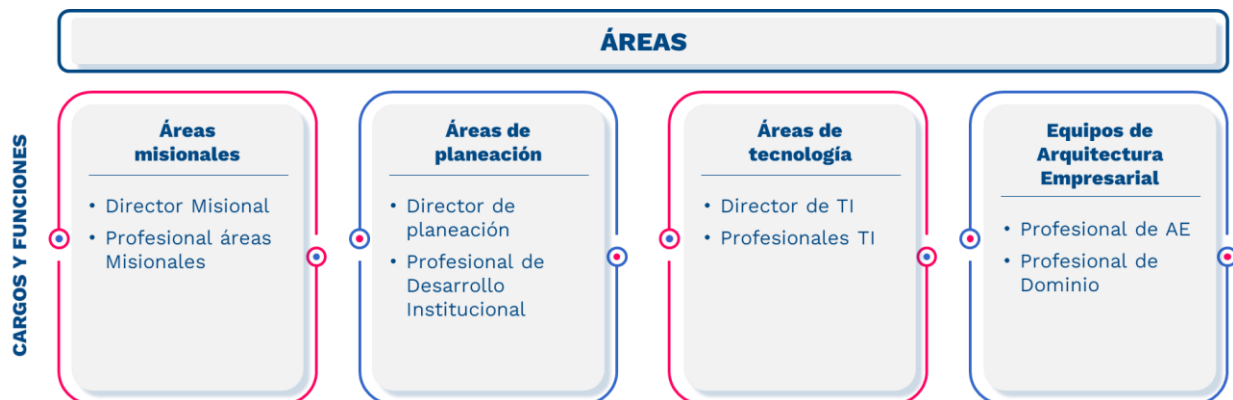 ÁREAS
CARGOS Y FUNCIONES
Áreas
misionales
• Director Misional
• Profesional áreas
Misionales
Áreas de
planeación
• Director de
planeación
• Profesional de
Desarrollo
Institucional
Áreas de
tecnología
• Director de TI
• Profesionales TI
Equipos de
Arquitectura
Empresarial
• Profesional de AE
• Profesional de
Dominio